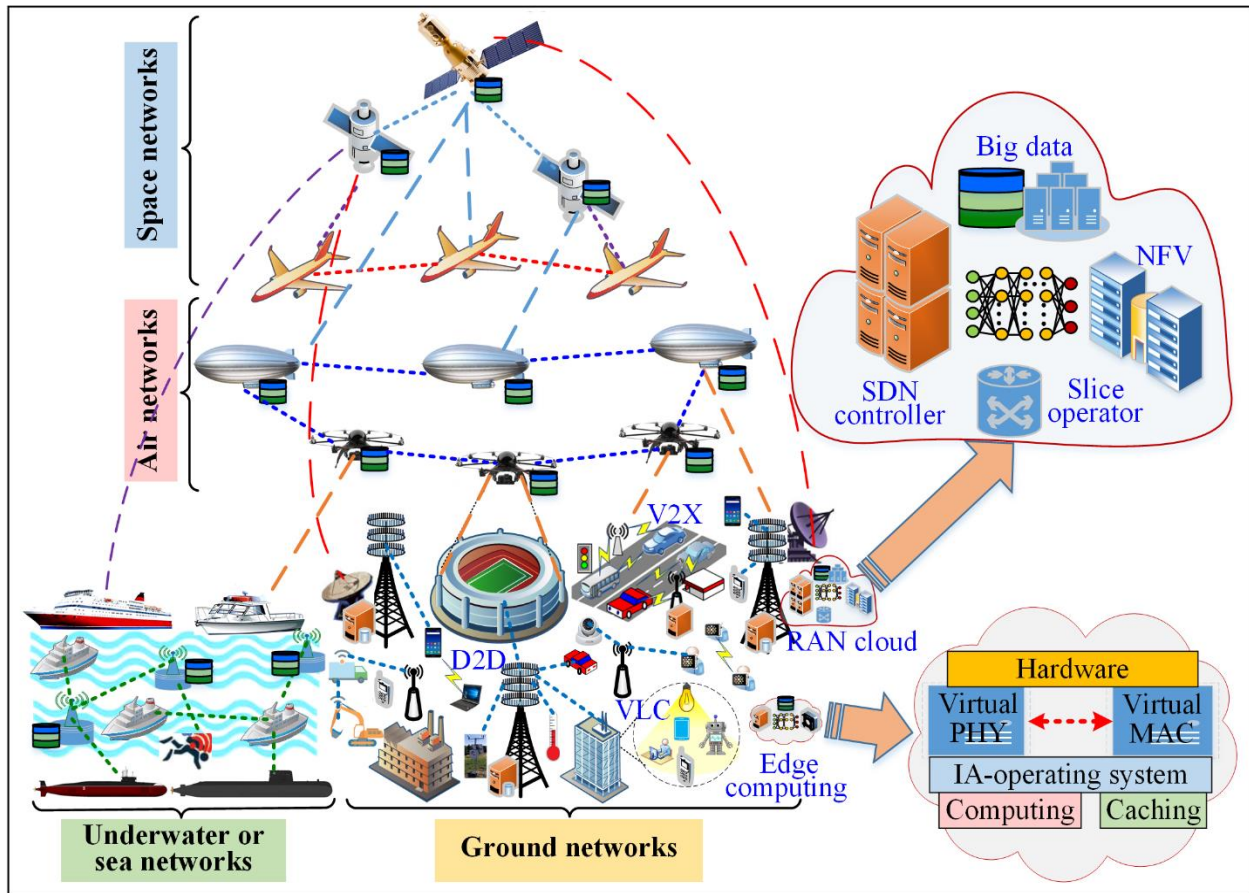 Space networks
Air networks
Big data
NFV
SDN
controller
Slice
operator
V2X
RAN cloud
D2D
VLC
Edge
computing
Hardware
Virtual
PHY
Virtual
MAC
IA-operating system
Computing
Caching
Underwater or
sea networks
Ground networks